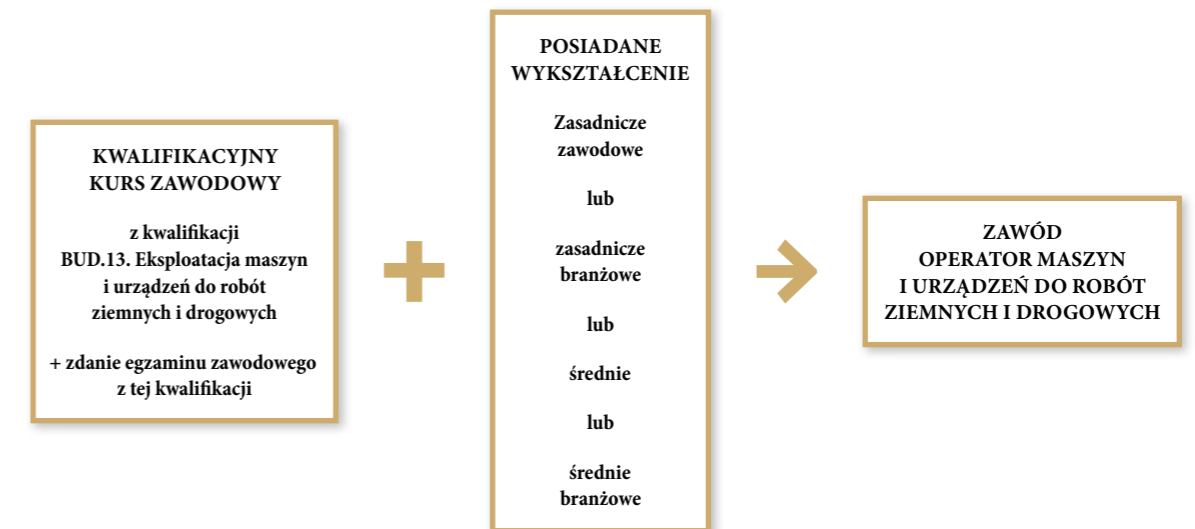 KWALIFIKACYJNY
KURS ZAWODOWY
z kwalifikacji
BUD.13. Eksploatacja maszyn
i urządzeń do robót
ziemnych i drogowych
+ zdanie egzaminu zawodowego
z tej kwalifikacji
+
POSIADANE
WYKSZTAŁCENIE
Zasadnicze
zawodowe
lub
zasadnicze
branżowe
lub
średnie
lub
średnie
branżowe
ZAWÓD
OPERATOR MASZYN
I URZĄDZEŃ DO ROBÓT
ZIEMNYCH I DROGOWYCH